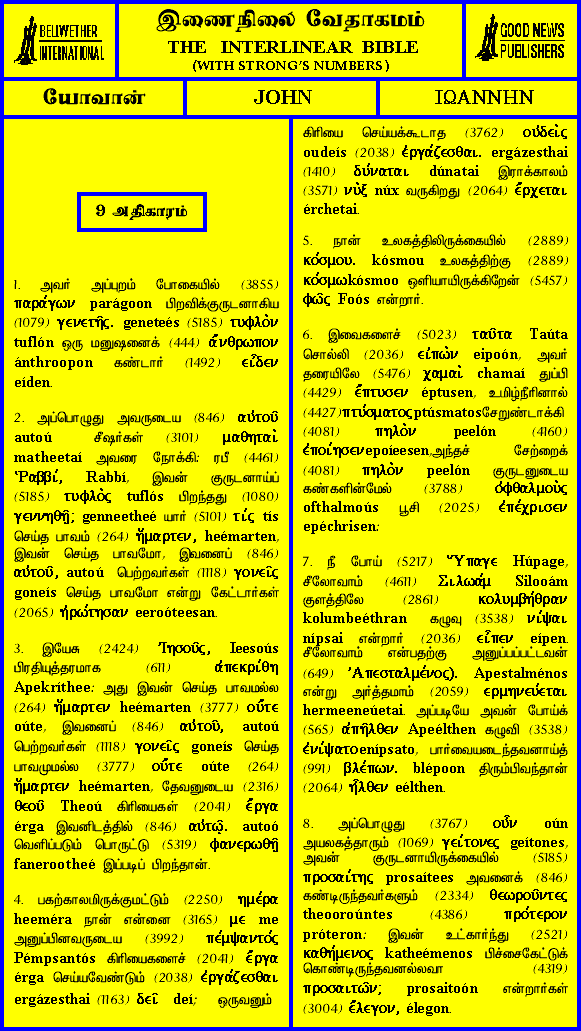 BELLWETHER
INTERNATIONAL
இணைநிலை வேதாகமம்
THE INTERLINEAR BIBLE
(WITH STRONG'S NUMBERS)
GOOD NEWS
PUBLISHERS
யோவான்
JOHN
ΙΩΑΝΝΗΝ
9 அதிகாரம்
1. அவர் அப்புறம் போகையில் (3855)
παράγων parágoon பிறவிக்குருடனாகிய
(1079) γενετῆς. geneteés (5185) τυφλὸν
tuflón ஒரு மனுஷனைக் (444) ἄνθρωπον
ánthroopon கண்டார் (1492) εἶδεν
eíden.
2. அப்பொழுது அவருடைய (846) αὐτοῦ
autoú சீஷர்கள் (3101) μαθηταὶ
matheetaí அவரை நோக்கி: ரபீ (4461)
Ῥαββί, Rabbí, இவன் குருடனாய்ப்
(5185) τυφλὸς tuflós பிறந்தது (1080)
γεννηθῇ; genneetheé யார் (5101) τίς tís
செய்த பாவம் (264) ἥμαρτεν, heémarten,
இவன் செய்த பாவமோ, இவனைப் (846)
αὐτοῦ, autoú பெற்றவர்கள் (1118) γονεῖς
goneís செய்த பாவமோ என்று கேட்டார்கள்
(2065) ἠρώτησαν eeroóteesan.
3. இயேசு (2424) Ἰησοῦς, Ieesoús
பிரதியுத்தரமாக (611) ἀπεκρίθη
Apekríthee: அது இவன் செய்த பாவமல்ல
(264) ἥμαρτεν heémarten (3777) οὔτε
oúte, இவனைப் (846) αὐτοῦ, autoú
பெற்றவர்கள் (1118) γονεῖς goneís செய்த
பாவமுமல்ல (3777) οὔτε oúte (264)
ἥμαρτεν heémarten, தேவனுடைய (2316)
θεοῦ Theoú கிரியைகள் (2041) ἔργα
érga இவனிடத்தில் (846) αὐτῷ. autoó
வெளிப்படும் பொருட்டு (5319) φανερωθῇ
fanerootheé இப்படிப் பிறந்தான்.
4. பகற்காலமிருக்குமட்டும் (2250) ἡμέρα
heeméra நான் என்னை (3165) με me
அனுப்பினவருடைய (3992) πέμψαντός
Pémpsantós கிரியைகளைச் (2041) ἔργα
érga செய்யவேண்டும் (2038) ἐργάζεσθαι
ergázesthai (1163) δεῖ deí; ஒருவனும்
கிரியை செய்யக்கூடாத (3762) οὐδεὶς
oudeís (2038) ἐργάζεσθαι. ergázesthai
(1410) δύναται dúnatai இராக்காலம்
(3571) νὺξ núx வருகிறது (2064) ἔρχεται
érchetai.
5. நான் உலகத்திலிருக்கையில் (2889)
κόσμου. kósmou உலகத்திற்கு (2889)
κόσμωkósmoo ஒளியாயிருக்கிறேன் (5457)
φῶς Foós என்றார்.
6. இவைகளைச் (5023) ταῦτα Taúta
சொல்லி (2036) εἰπὼν eipoón, அவர்
தரையிலே (5476) χαμαὶ chamaí துப்பி
(4429) ἔπτυσεν éptusen, உமிழ்நீரினால்
(4427)πτύσματοςptúsmatosசேறுண்டாக்கி
(4081) πηλὸν peelón (4160)
ἐποίησενepoíeesen,அந்தச் சேற்றைக்
(4081) πηλὸν peelón குருடனுடைய
கண்களின்மேல் (3788) ὀφθαλμοὺς
ofthalmoús பூசி (2025) ἐπέχρισεν
epéchrisen;
7. நீ போய் (5217) Ὕπαγε Húpage,
சீலோவாம் (4611) Σιλωάμ Silooám
குளத்திலே (2861) κολυμβήθραν
kolumbeéthran கழுவு (3538) νίψαι
nípsai என்றார் (2036) εἶπεν eípen.
சீலோவாம் என்பதற்கு அனுப்பப்பட்டவன்
(649) Ἀπεσταλμένος). Apestalménos
என்று அர்த்தமாம் (2059) ερμηνεύεται
hermeeneúetai. அப்படியே அவன் போய்க்
(565) ἀπῆλθεν Apeélthen கழுவி (3538)
ἐνίψατοenípsato, பார்வையடைந்தவனாய்த்
(991) βλέπων. blépoon திரும்பிவந்தான்
(2064) ἦλθεν eélthen.
8. அப்பொழுது (3767) οὖν oún
அயலகத்தாரும் (1069) γείτονες geítones,
அவன் குருடனாயிருக்கையில் (5185)
προσαίτης prosaítees அவனைக் (846)
கண்டிருந்தவர்களும் (2334) θεωροῦντες
theooroúntes (4386) πρότερον
próteron: இவன் உட்கார்ந்து (2521)
καθήμενος katheémenos பிச்சைகேட்டுக்
கொண்டிருந்தவனல்லவா (4319)
προσαιτῶν; prosaitoón என்றார்கள்
(3004) ἔλεγον, élegon.